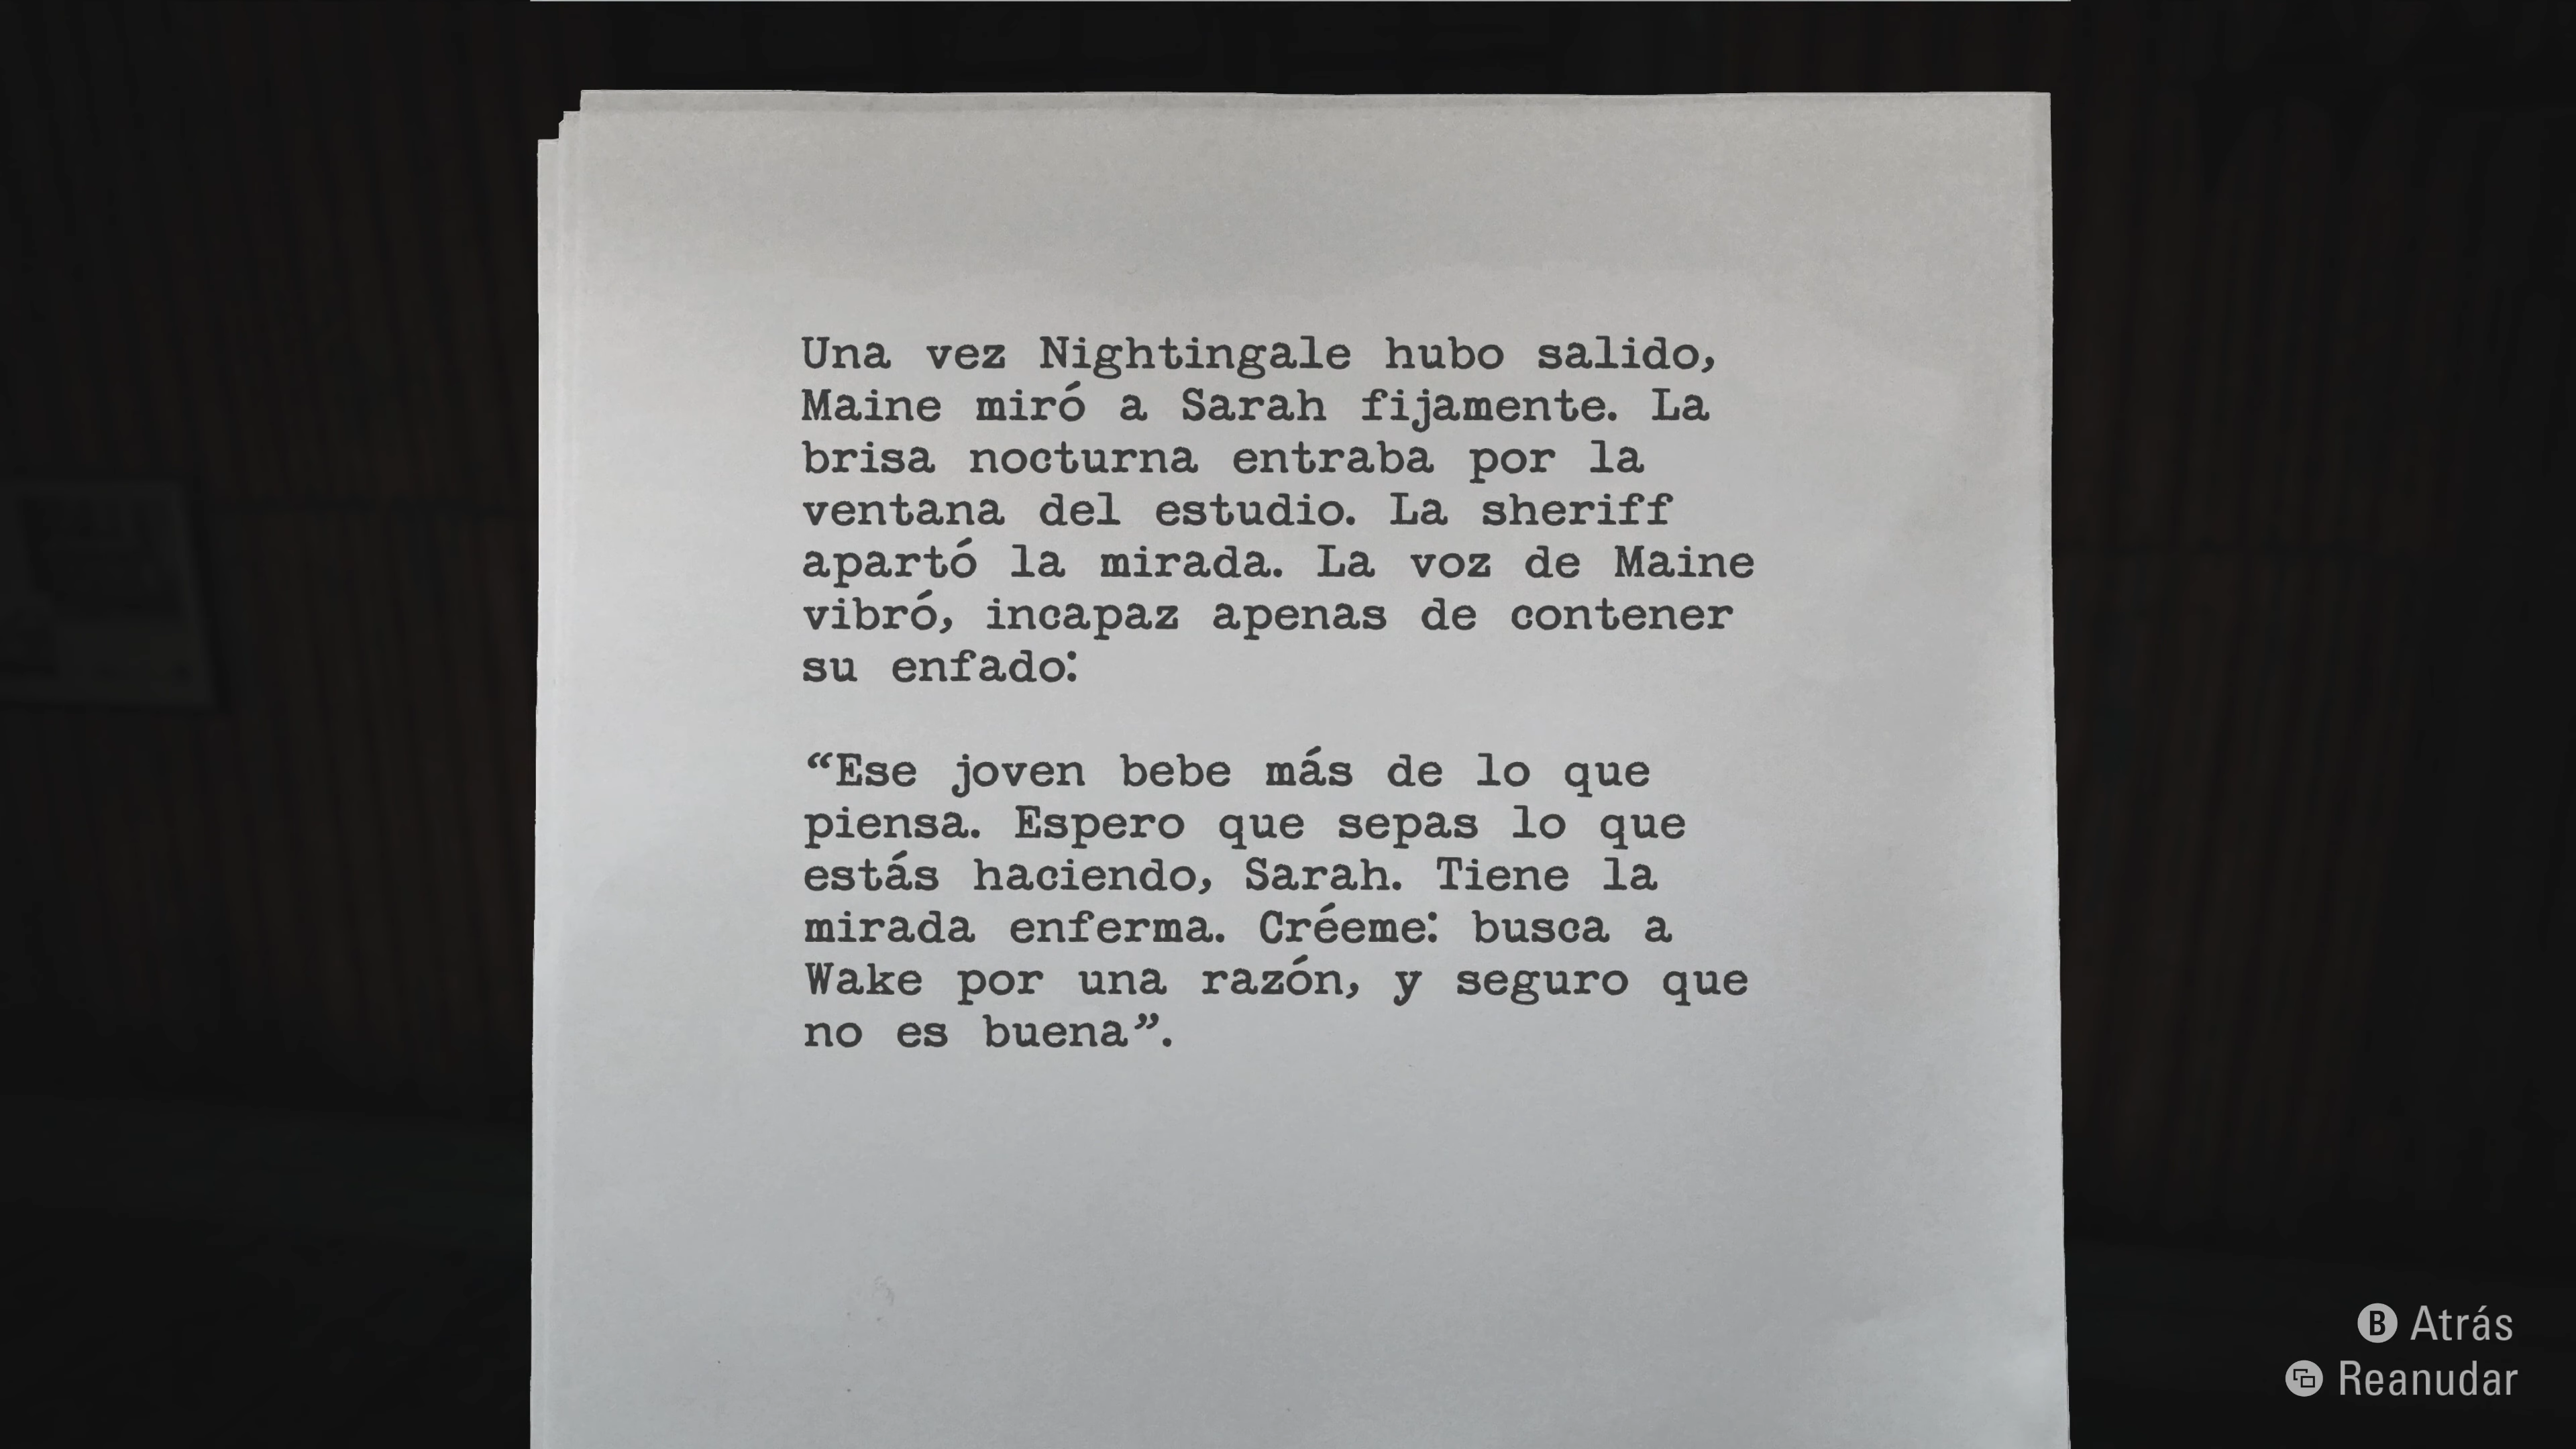 Una vez Nightingale hubo salido,
Maine miró a Sarah fijamente. La
brisa nocturna entraba por la
ventana del estudio. La sheriff
apartó la mirada. La voz de Maine
vibró, incapaz apenas de contener
su enfado:
“Ese joven bebe más de lo que
piensa. Espero que sepas lo que
estás haciendo, Sarah. Tiene la
mirada enferma. Créeme: busca a
Wake por una razón, y seguro que
no es buena”.
B Atrás
Reanudar